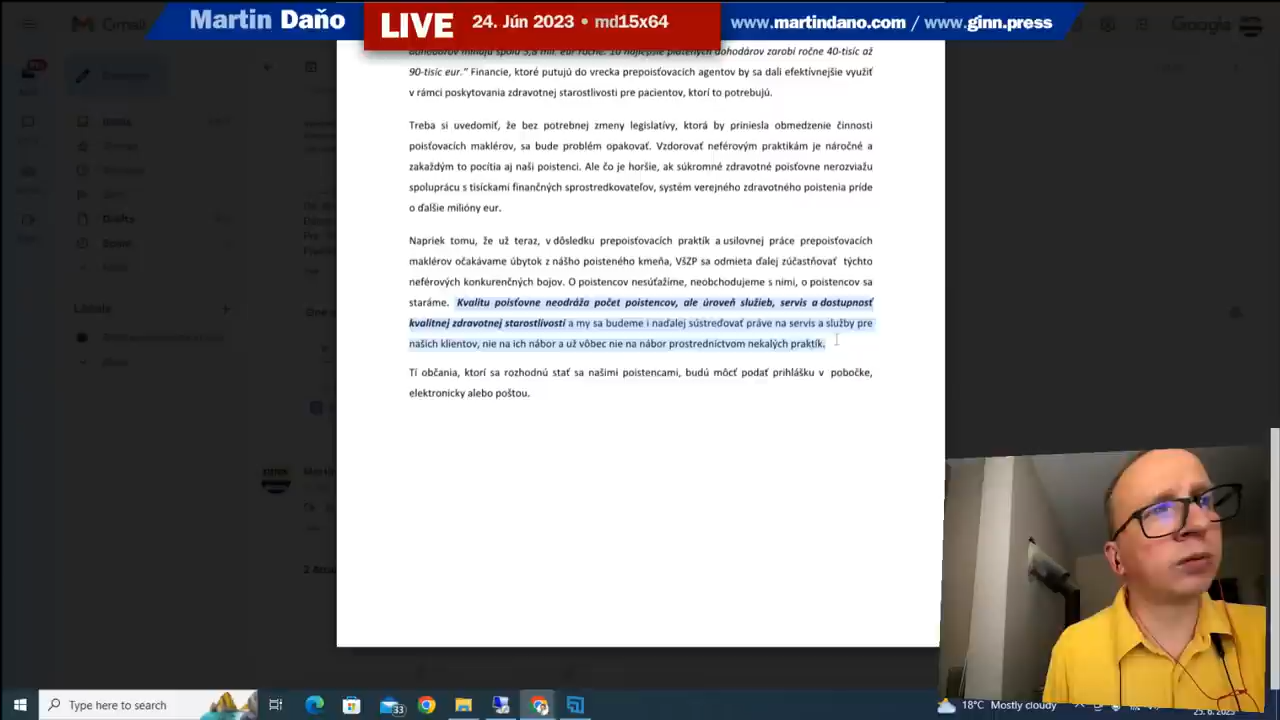 Martin Daňo
LIVE
24. Jún 2023 • md15x64
www.martindano.com / www.ginn.press
Gmail
dohodárov zarobí ročne 40-tisíc až
90-tisíc eur.“ Financie, ktoré putujú do vrecka prepoisťovacích agentov by sa dali efektívnejšie využiť
v rámci poskytovania zdravotnej starostlivosti pre pacientov, ktorí to potrebujú.
Treba si uvedomiť, že bez potrebnej zmeny legislatívy, ktorá by priniesla obmedzenie činnosti
poisťovacích maklérov, sa bude problém opakovať. Vzdorovať neférovým praktikám je náročné a
zakaždým to pocítia aj naši poistenci. Ale čo je horšie, ak súkromné zdravotné poisťovne nerozviažu
spoluprácu s tisíckami finančných sprostredkovateľov, systém verejného zdravotného poistenia príde
o ďalšie milióny eur.
Napriek tomu, že už teraz, v dôsledku prepoisťovacích praktík a usilovnej práce prepoisťovacích
maklérov očakávame úbytok z nášho poisteného kmeňa, VšZP sa odmieta ďalej zúčastňovať týchto
neférových konkurenčných bojov. O poistencov nesúťažíme, neobchodujeme s nimi, o poistencov sa
staráme. Kvalitu poisťovne neodráža počet poistencov, ale úroveň služieb, servis a dostupnosť
kvalitnej zdravotnej starostlivosti a my sa budeme i naďalej sústreďovať práve na servis a služby pre
našich klientov, nie na ich nábor a už vôbec nie na nábor prostredníctvom nekalých praktík.
Tí občania, ktorí sa rozhodnú stať sa našimi poistencami, budú môcť podať prihlášku v pobočke,
elektronicky alebo poštou.
Drafts
Type here to search
33
18°C Mostly cloudy